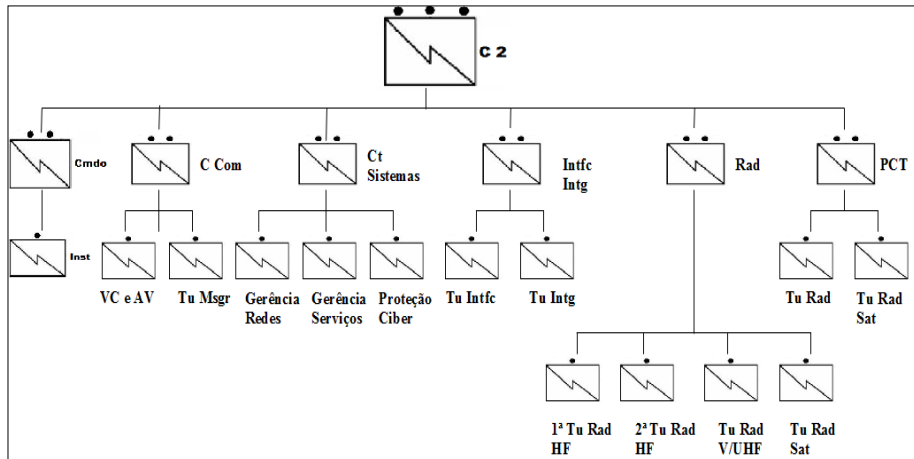 C 2
Cmdo
C Com
Ct
Sistemas
Intfc
Intg
Rad
PCT
Inst
VC e AV
Tu Msgr
Gerência
Redes
Gerência
Serviços
Proteção
Ciber
Tu Intfc
Tu Intg
Tu Rad
Tu Rad
Sat
1ª Tu Rad
HF
2ª Tu Rad
HF
Tu Rad
V/UHF
Tu Rad
Sat